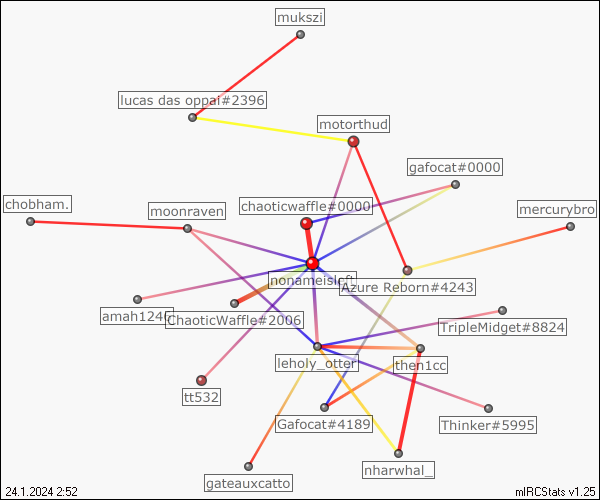 mukszi
lucas das oppai#2396
motorthud
gafocat#0000
chobham.
moonraven
chaoticwaffle#0000
mercurybro
nonameisleft
Azure Reborn#4243
amah1246
ChaoticWaffle#2006
TripleMidget#8824
leholy_otter
then1cc
tt532
Gafocat#4189
Thinker#5995
nharwhal_
gateauxcatto
24.1.2024 2:52
mIRCStats v1.25